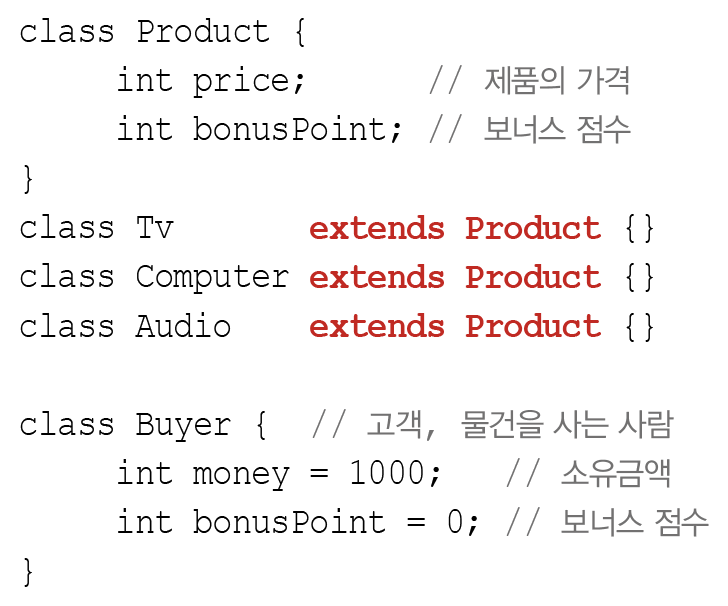 class Product {
int price; // 제품의 가격
int bonusPoint; // 보너스 점수
}
class Tv extends Product {}
class Computer extends Product {}
class Audio extends Product {}
class Buyer { // 고객, 물건을 사는 사람
int money = 1000; // 소유금액
int bonusPoint = 0; // 보너스 점수
}